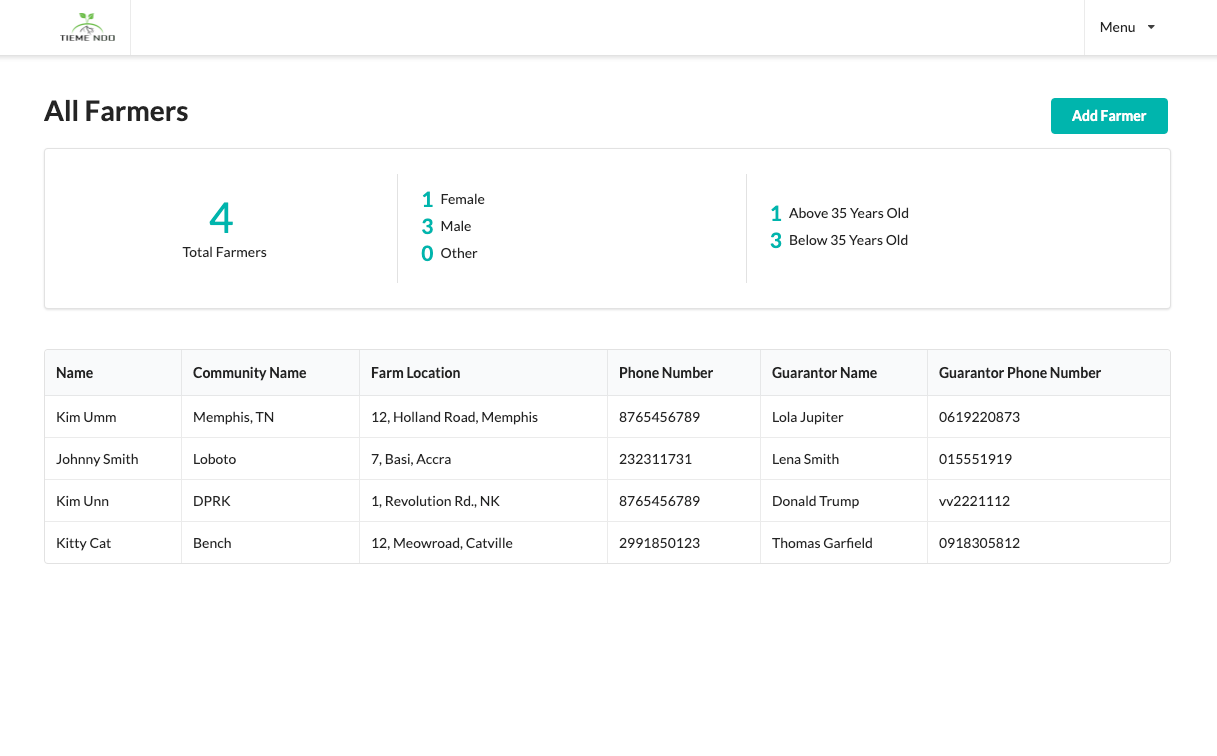 TIEME NDO
Menu
All Farmers
Add Farmer
4
Total Farmers
1 Female
3 Male
0 Other
1 Above 35 Years Old
3 Below 35 Years Old
Name Community Name Farm Location Phone Number Guarantor Name Guarantor Phone Number
Kim Umm Memphis, TN 12, Holland Road, Memphis 8765456789 Lola Jupiter 0619220873
Johnny Smith Loboto 7, Basi, Accra 232311731 Lena Smith 015551919
Kim Unn DPRK 1, Revolution Rd., NK 8765456789 Donald Trump vv2221112
Kitty Cat Bench 12, Meowroad, Catville 2991850123 Thomas Garfield 0918305812